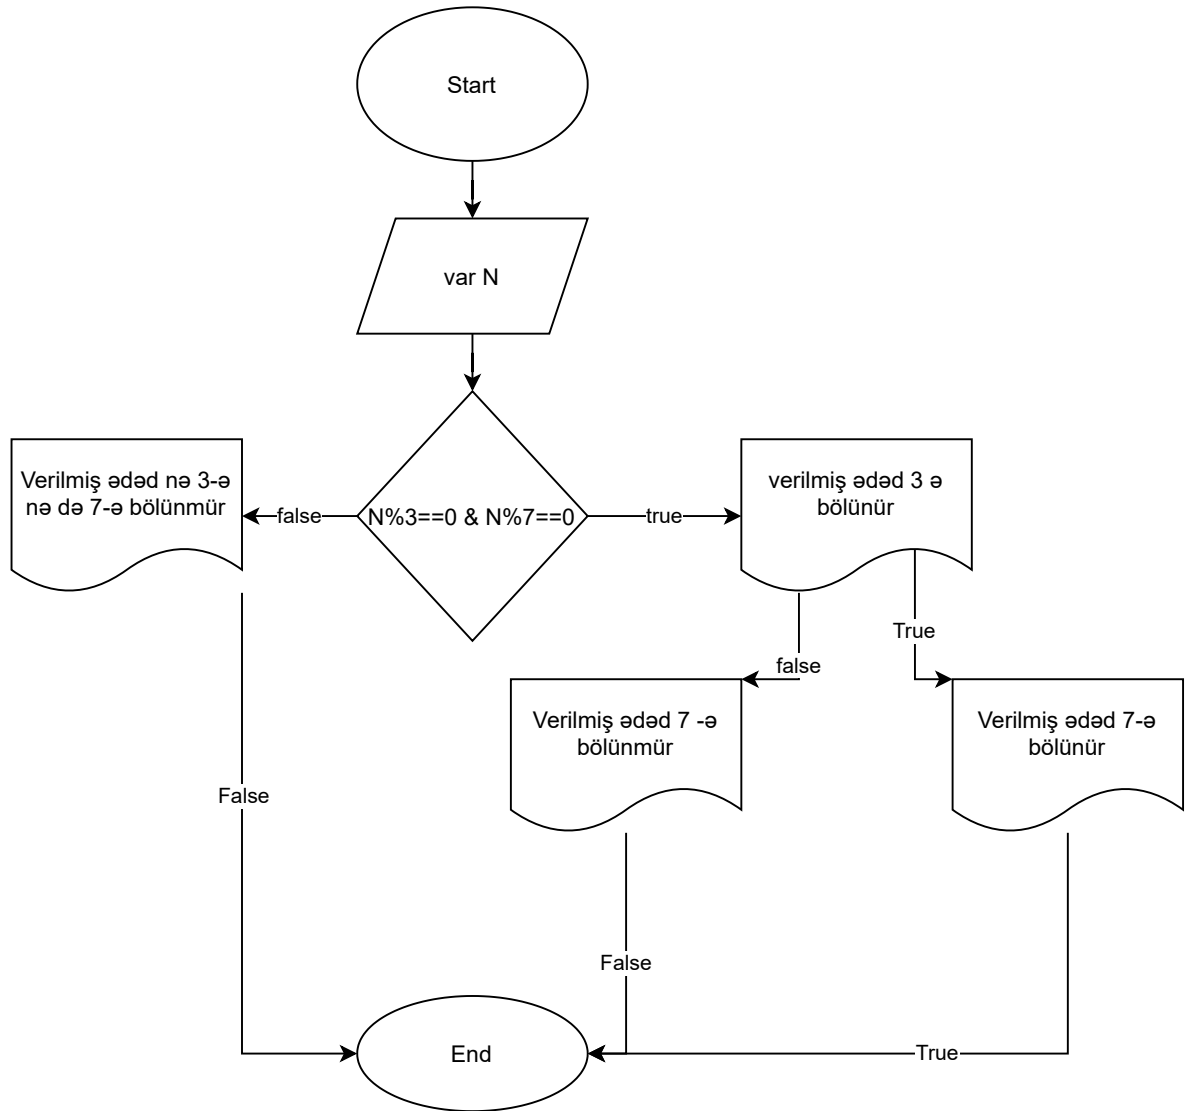 Start
var N
Verilmiş ədəd nə 3-ə
nə də 7-ə bölünmür
false
N%3==0 & N%7==0
true
verilmiş ədəd 3 ə
bölünür
false
True
Verilmiş ədəd 7 -ə
bölünmür
Verilmiş ədəd 7-ə
bölünür
False
False
End
True